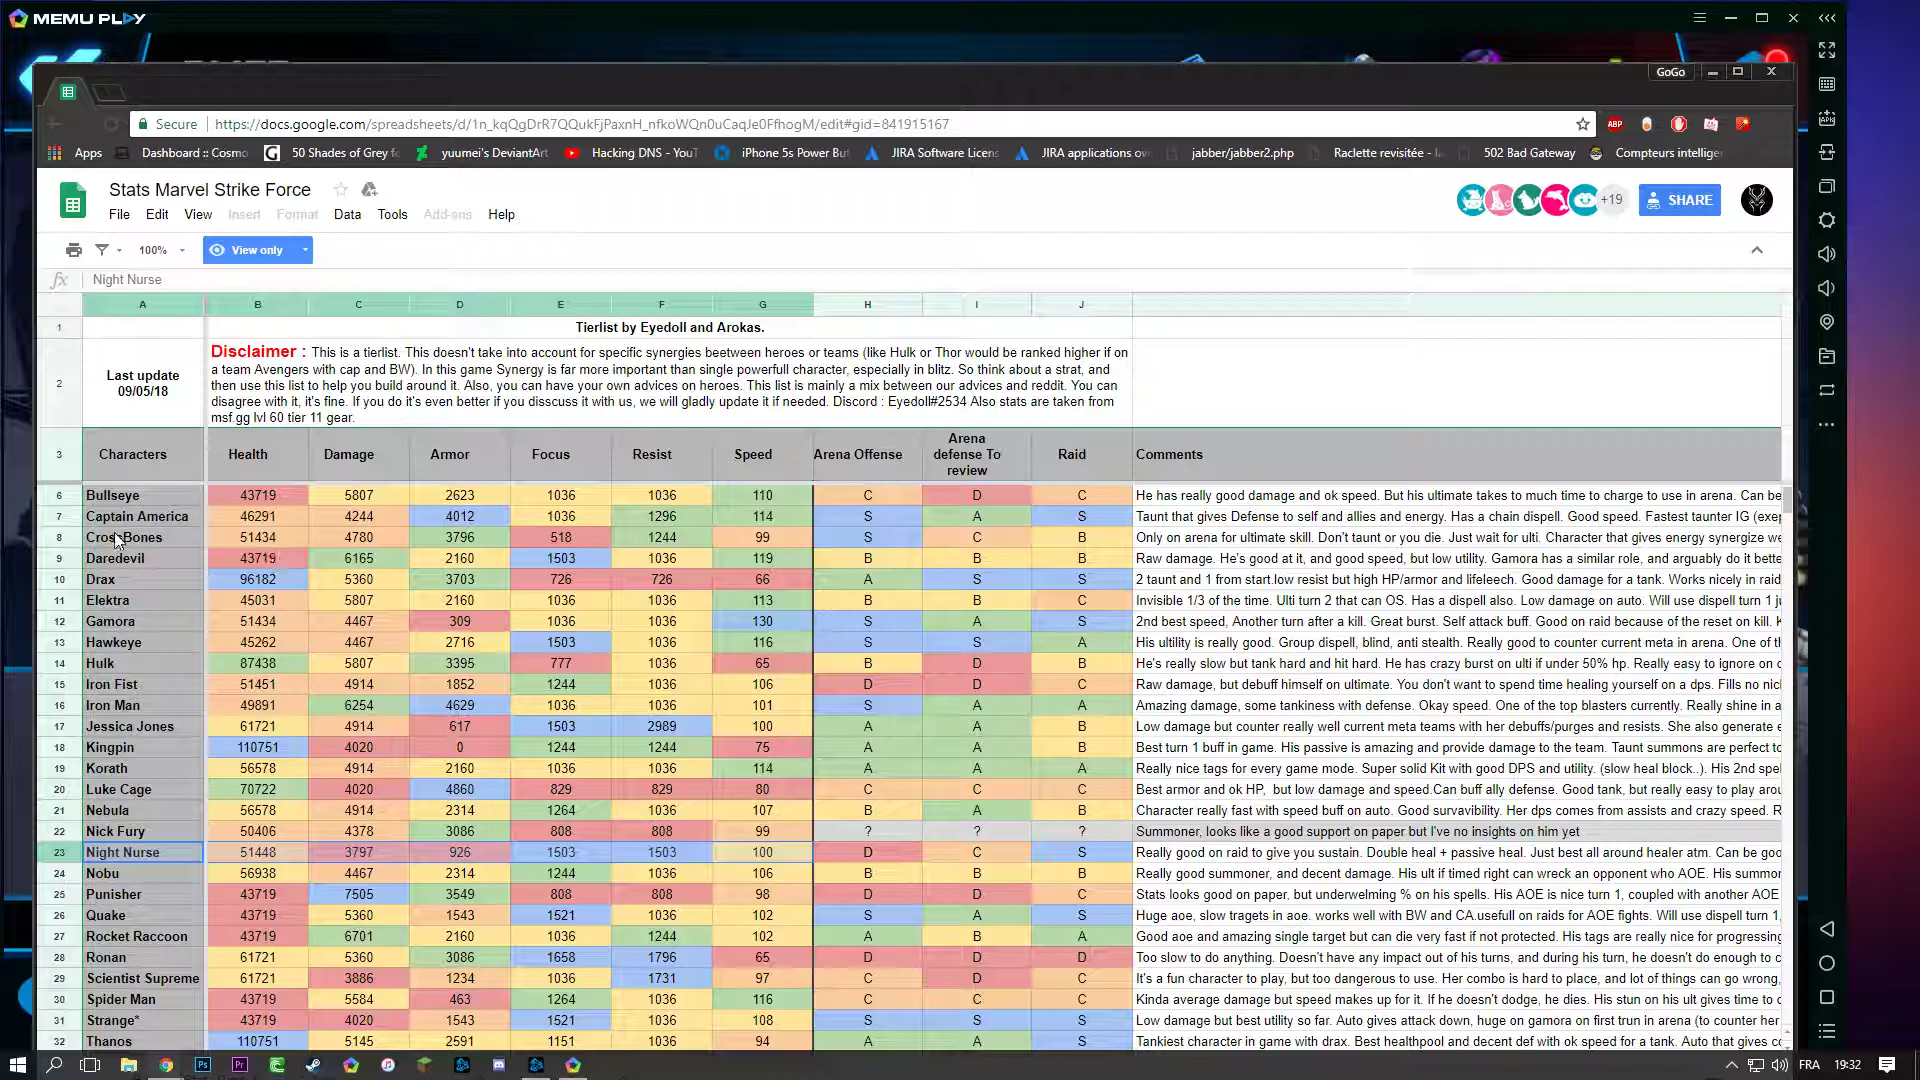 MEMU PLAY
GoGo
Secure https://docs.google.com/spreadsheets/d/1n_kqQgDrR7QQukFjPaxnH_nfkoWQn0uCaqJe0FfhogM/edit#gid=841915167
ABP
Apps Dashboard :: Cosmo 50 Shades of Grey fo yuumei's DeviantArt Hacking DNS - YouT iPhone 5s Power Bu JIRA Software Licens JIRA applications ove jabber/jabber2.php Raclette revisitée - la 502 Bad Gateway Compteurs intellige
Stats Marvel Strike Force
+19 SHARE
File Edit View Insert Format Data Tools Add-ons Help
100% View only
fx Night Nurse
A B C D E F G H I J
1 Tierlist by Eyedoll and Arokas.
2 Last update 09/05/18
Disclaimer : This is a tierlist. This doesn't take into account for specific synergies beetween heroes or teams (like Hulk or Thor would be ranked higher if on
a team Avengers with cap and BW). In this game Synergy is far more important than single powerfull character, especially in blitz. So think about a strat, and
then use this list to help you build around it. Also, you can have your own advices on heroes. This list is mainly a mix between our advices and reddit. You can
disagree with it, it's fine. If you do it's even better if you disscuss it with us, we will gladly update it if needed. Discord : Eyedoll#2534 Also stats are taken from
msf.gg lvl 60 tier 11 gear.
3 Characters Health Damage Armor Focus Resist Speed Arena Offense Arena defense To review Raid Comments
6 Bullseye 43719 5807 2623 1036 1036 110 C D C He has really good damage and ok speed. But his ultimate takes to much time to charge to use in arena. Can be
7 Captain America 46291 4244 4012 1036 1296 114 S A S Taunt that gives Defense to self and allies and energy. Has a chain dispell. Good speed. Fastest taunter IG (exep
8 CrossBones 51434 4780 3796 518 1244 99 S C B Only on arena for ultimate skill. Don't taunt or you die. Just wait for ulti. Character that gives energy synergize we
9 Daredevil 43719 6165 2160 1503 1036 119 B B B Raw damage. He's good at it, and good speed, but low utility. Gamora has a similar role, and arguably do it bette
10 Drax 96182 5360 3703 726 726 66 A S S 2 taunt and 1 from start.low resist but high HP/armor and lifeleech. Good damage for a tank. Works nicely in raid
11 Elektra 45031 5807 2160 1036 1036 113 B B C Invisible 1/3 of the time. Ulti turn 2 that can OS. Has a dispell also. Low damage on auto. Will use dispell turn 1 ju
12 Gamora 51434 4467 309 1036 1036 130 S A S 2nd best speed, Another turn after a kill. Great burst. Self attack buff. Good on raid because of the reset on kill. K
13 Hawkeye 45262 4467 2716 1503 1036 116 S S A His ultility is really good. Group dispell, blind, anti stealth. Really good to counter current meta in arena. One of th
14 Hulk 87438 5807 3395 777 1036 65 B D B He's really slow but tank hard and hit hard. He has crazy burst on ulti if under 50% hp. Really easy to ignore on
15 Iron Fist 51451 4914 1852 1244 1036 106 D D C Raw damage, but debuff himself on ultimate. You don't want to spend time healing yourself on a dps. Fills no nic
16 Iron Man 49891 6254 4629 1036 1036 101 S A A Amazing damage, some tankiness with defense. Okay speed. One of the top blasters currently. Really shine in a
17 Jessica Jones 61721 4914 617 1503 2989 100 A A B Low damage but counter really well current meta teams with her debuffs/purges and resists. She also generate e
18 Kingpin 110751 4020 0 1244 1244 75 A A B Best turn 1 buff in game. His passive is amazing and provide damage to the team. Taunt summons are perfect to
19 Korath 56578 4914 2160 1036 1036 114 A A A Really nice tags for every game mode. Super solid Kit with good DPS and utility. (slow heal block..). His 2nd spe
20 Luke Cage 70722 4020 4860 829 829 80 C C C Best armor and ok HP, but low damage and speed.Can buff ally defense. Good tank, but really easy to play arou
21 Nebula 56578 4914 2314 1264 1036 107 B A B Character really fast with speed buff on auto. Good survavibility. Her dps comes from assists and crazy speed. R
22 Nick Fury 50406 4378 3086 808 808 99 ? ? ? Summoner, looks like a good support on paper but I've no insights on him yet
23 Night Nurse 51448 3797 926 1503 1503 100 D C S Really good on raid to give you sustain. Double heal + passive heal. Just best all around healer atm. Can be goo
24 Nobu 56938 4467 2314 1244 1036 106 B B B Really good summoner, and decent damage. His ult if timed right can wreck an opponent who AOE. His summor
25 Punisher 43719 7505 3549 808 808 98 D D C Stats looks good on paper, but underwelming % on his spells. His AOE is nice turn 1, coupled with another AOE
26 Quake 43719 5360 1543 1521 1036 102 S A S Huge aoe, slow tragets in aoe. works well with BW and CA usefull on raids for AOE fights. Will use dispell turn 1,
27 Rocket Raccoon 43719 6701 2160 1036 1244 102 A B A Good aoe and amazing single target but can die very fast if not protected. His tags are really nice for progressing
28 Ronan 61721 5360 3086 1658 1796 65 D D D Too slow to do anything. Doesn't have any impact out of his turns, and during his turn, he doesn't do enough to c
29 Scientist Supreme 61721 3886 1234 1036 1731 97 C D C It's a fun character to play, but too dangerous to use. Her combo is hard to place, and lot of things can go wrong,
30 Spider Man 43719 5584 463 1264 1036 116 C C C Kinda average damage but speed makes up for it. If he doesn't dodge, he dies. His stun on his ult gives time to c
31 Strange* 43719 4020 1543 1521 1036 108 S S S Low damage but best utility so far. Auto gives attack down, huge on gamora on first trun in arena (to counter her
32 Thanos 110751 5145 2591 1151 1036 94 A A S Tankiest character in game with drax. Best healthpool and decent def with ok speed for a tank. Auto that gives co
Ps Pr FRA 19:32